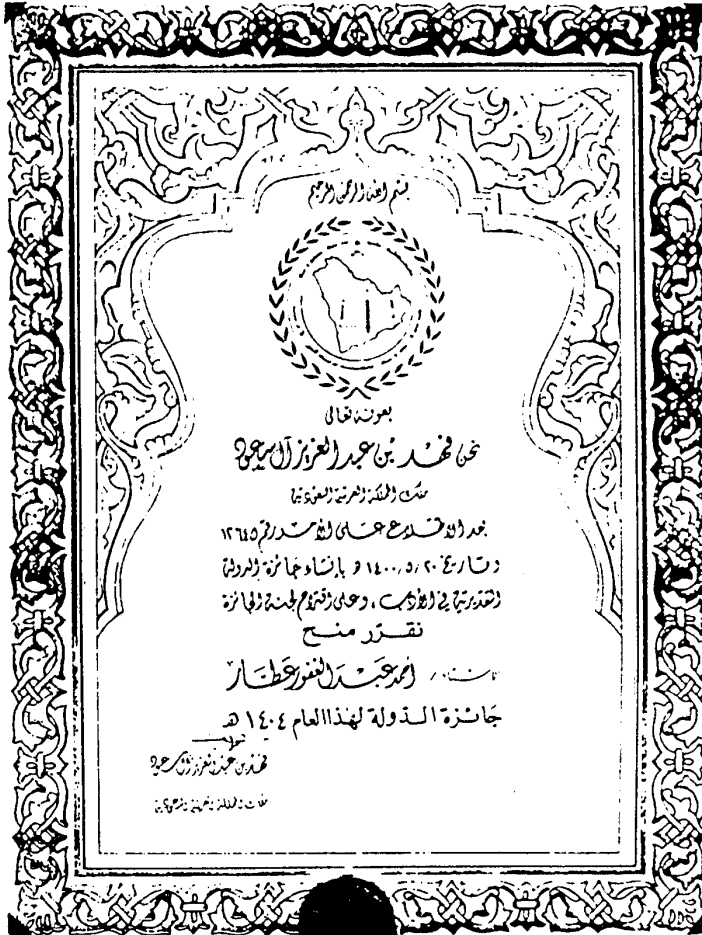 بسم الله الرحمن الرحيم
بعونه تعالى
نحن فهد بن عبد العزيز آل سعود
ملك المملكة العربية السعودية
بعد الاطلاع على الأمر رقم ١٢٦٤٥
وتاريخ ١٤٠٠/٥/٢٠ هـ بإنشاء جائزة الدولة
التقديرية في الأدب، وعلى اقتراح لجنة الجائزة
نقرر منح
الأستاذ / أحمد عبد الغفور عطار
جائزة الدولة لهذا العام ١٤٠٤ هـ
فهد بن عبد العزيز آل سعود
ملك المملكة العربية السعودية